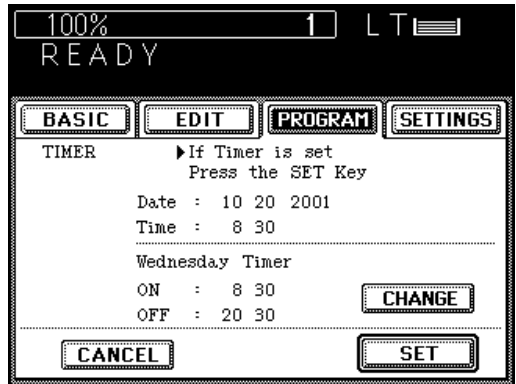 100% 1 LT
READY
BASIC EDIT PROGRAM SETTINGS
TIMER ▶If Timer is set
Press the SET Key
Date : 10 20 2001
Time : 8 30
Wednesday Timer
ON : 8 30
OFF : 20 30
CHANGE
CANCEL SET